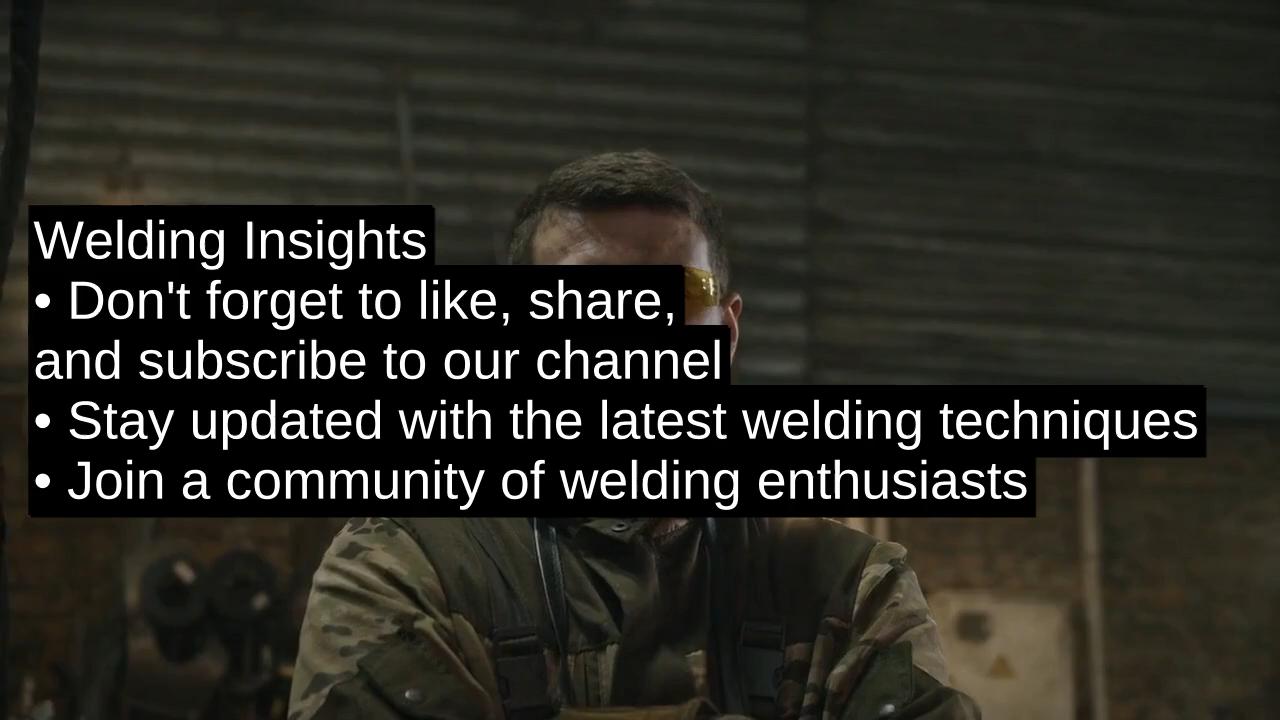 Welding Insights
• Don't forget to like, share,
and subscribe to our channel
• Stay updated with the latest welding techniques
• Join a community of welding enthusiasts